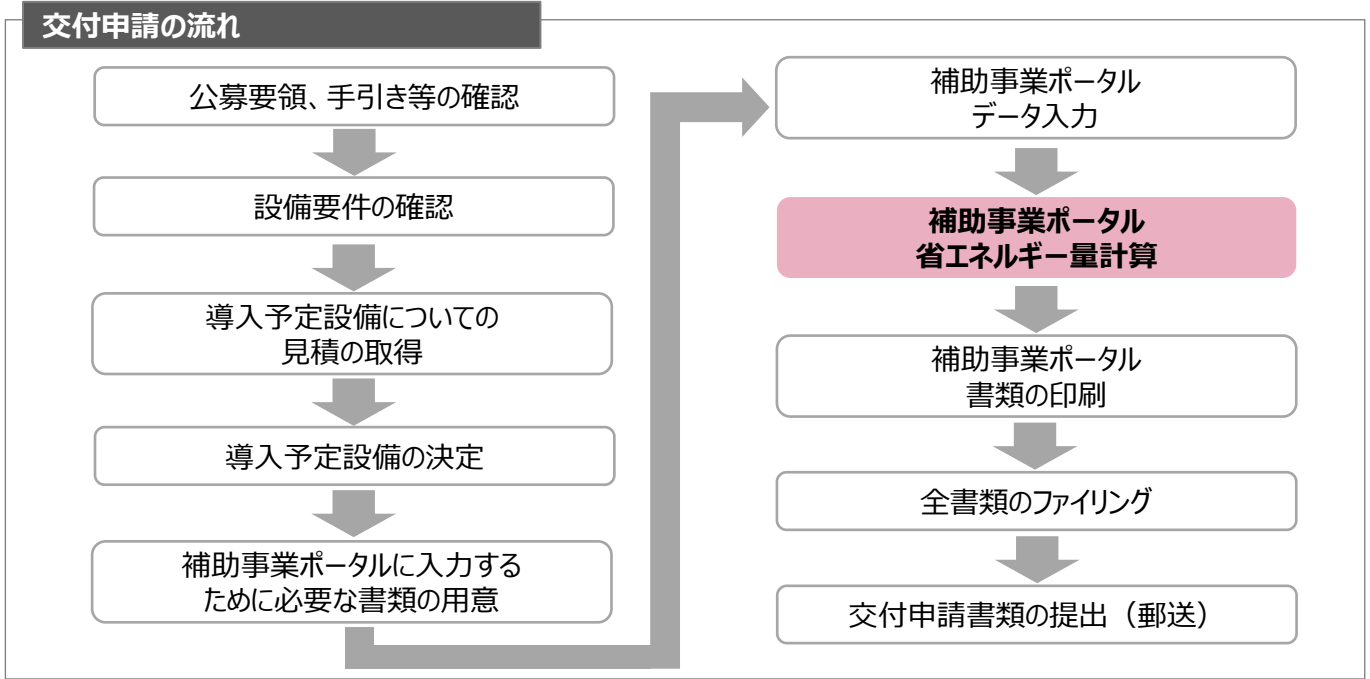 交付申請の流れ
公募要領、手引き等の確認
設備要件の確認
導入予定設備についての
見積の取得
導入予定設備の決定
補助事業ポータルに入力する
ために必要な書類の用意
補助事業ポータル
データ入力
補助事業ポータル
省エネルギー量計算
補助事業ポータル
書類の印刷
全書類のファイリング
交付申請書類の提出（郵送）